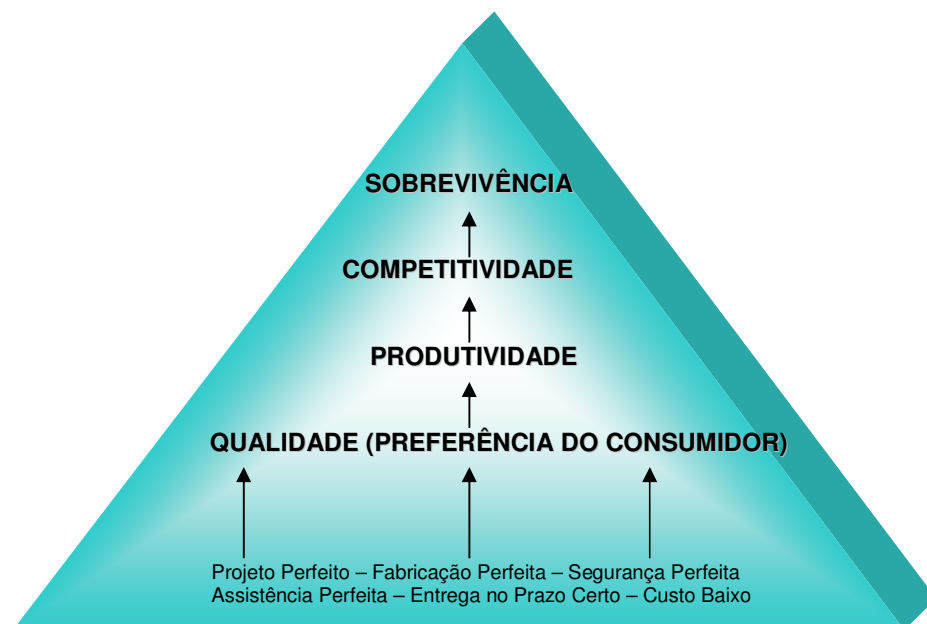 SOBREVIVÊNCIA
COMPETITIVIDADE
PRODUTIVIDADE
QUALIDADE (PREFERÊNCIA DO CONSUMIDOR)
Projeto Perfeito – Fabricação Perfeita – Segurança Perfeita
Assistência Perfeita – Entrega no Prazo Certo – Custo Baixo